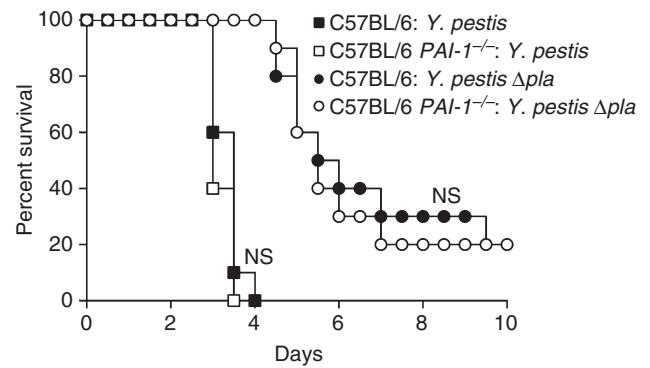 C57BL/6: Y. pestis
C57BL/6 PAI-1–/–: Y. pestis
C57BL/6: Y. pestis Δpla
C57BL/6 PAI-1–/–: Y. pestis Δpla
Percent survival
100
80
60
40
20
0
NS
NS
0 2 4 6 8 10
Days